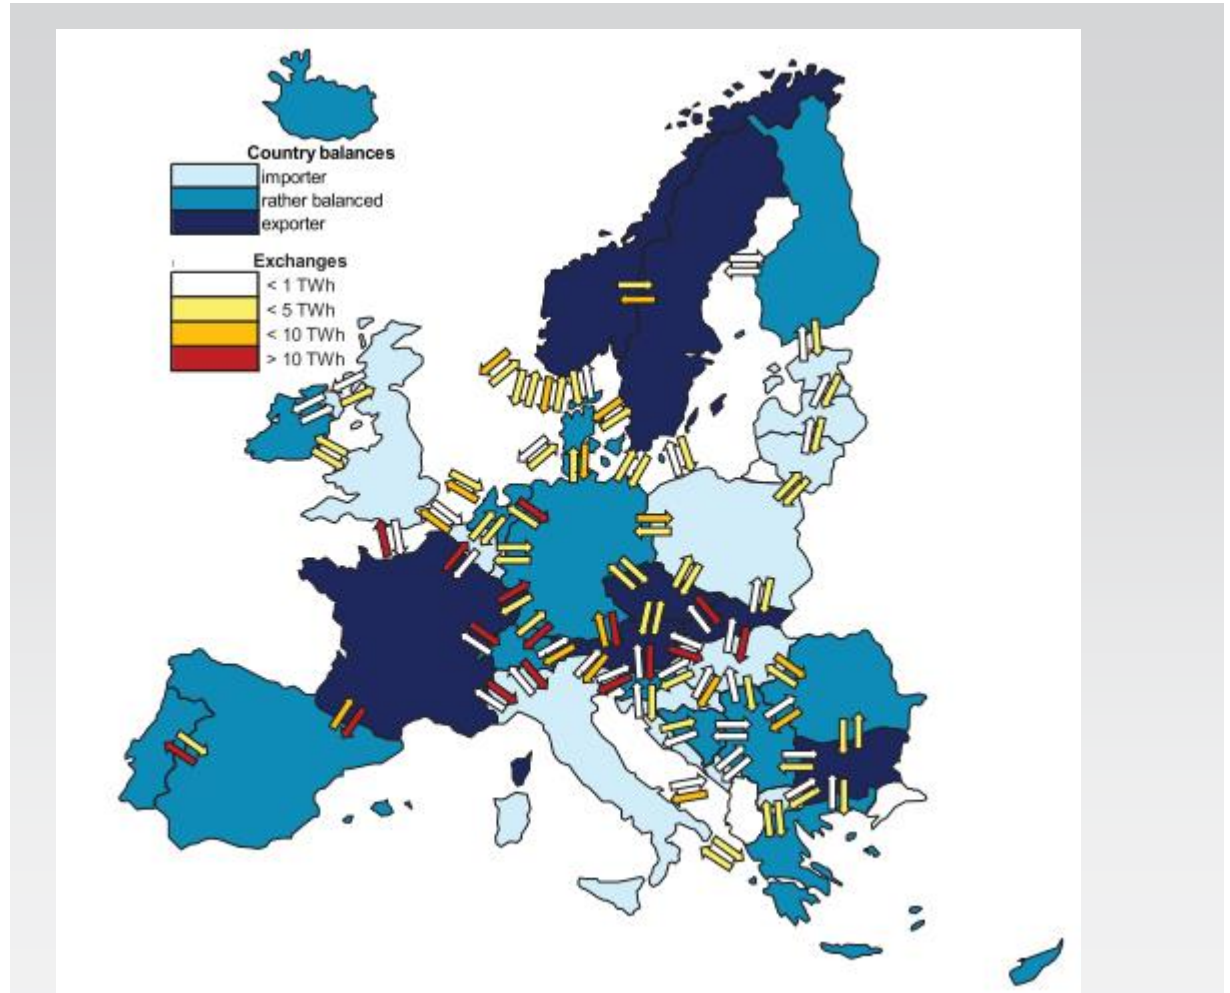 Country balances
importer
rather balanced
exporter
Exchanges
< 1 TWh
< 5 TWh
< 10 TWh
> 10 TWh